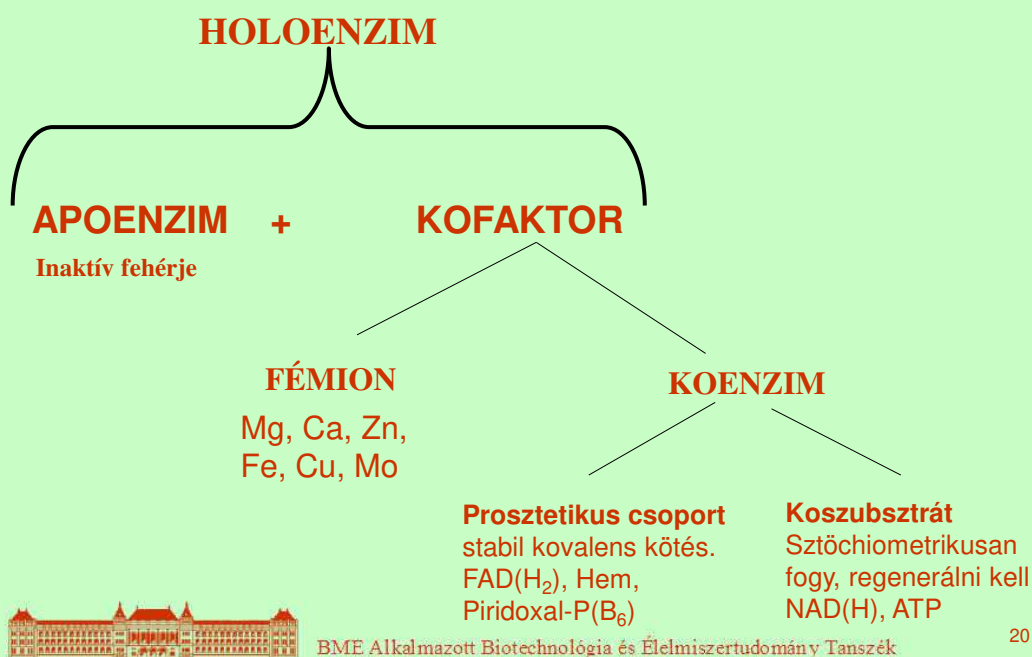 HOLOENZIM
APOENZIM + KOFAKTOR
Inaktív fehérje
FÉMION
Mg, Ca, Zn,
Fe, Cu, Mo
KOENZIM
Prosztetikus csoport
stabil kovalens kötés.
FAD(H₂), Hem,
Piridoxal-P(B₆)
Koszubsztrát
Sztöchiometrikusan
fogy, regenerálni kell
NAD(H), ATP
BME Alkalmazott Biotechnológia és Élelmiszertudomány Tanszék
20